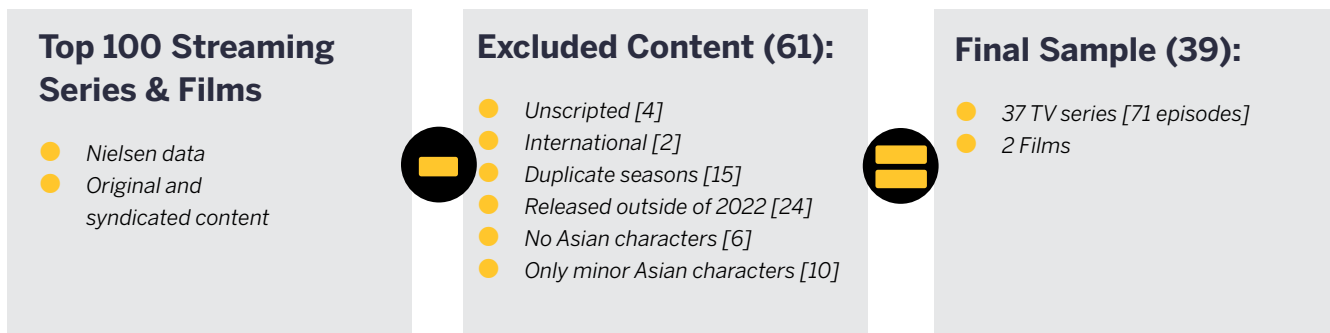 Top 100 Streaming
Series & Films
Nielsen data
Original and
syndicated content
Excluded Content (61):
Unscripted [4]
International [2]
Duplicate seasons [15]
Released outside of 2022 [24]
No Asian characters [6]
Only minor Asian characters [10]
Final Sample (39):
37 TV series [71 episodes]
2 Films